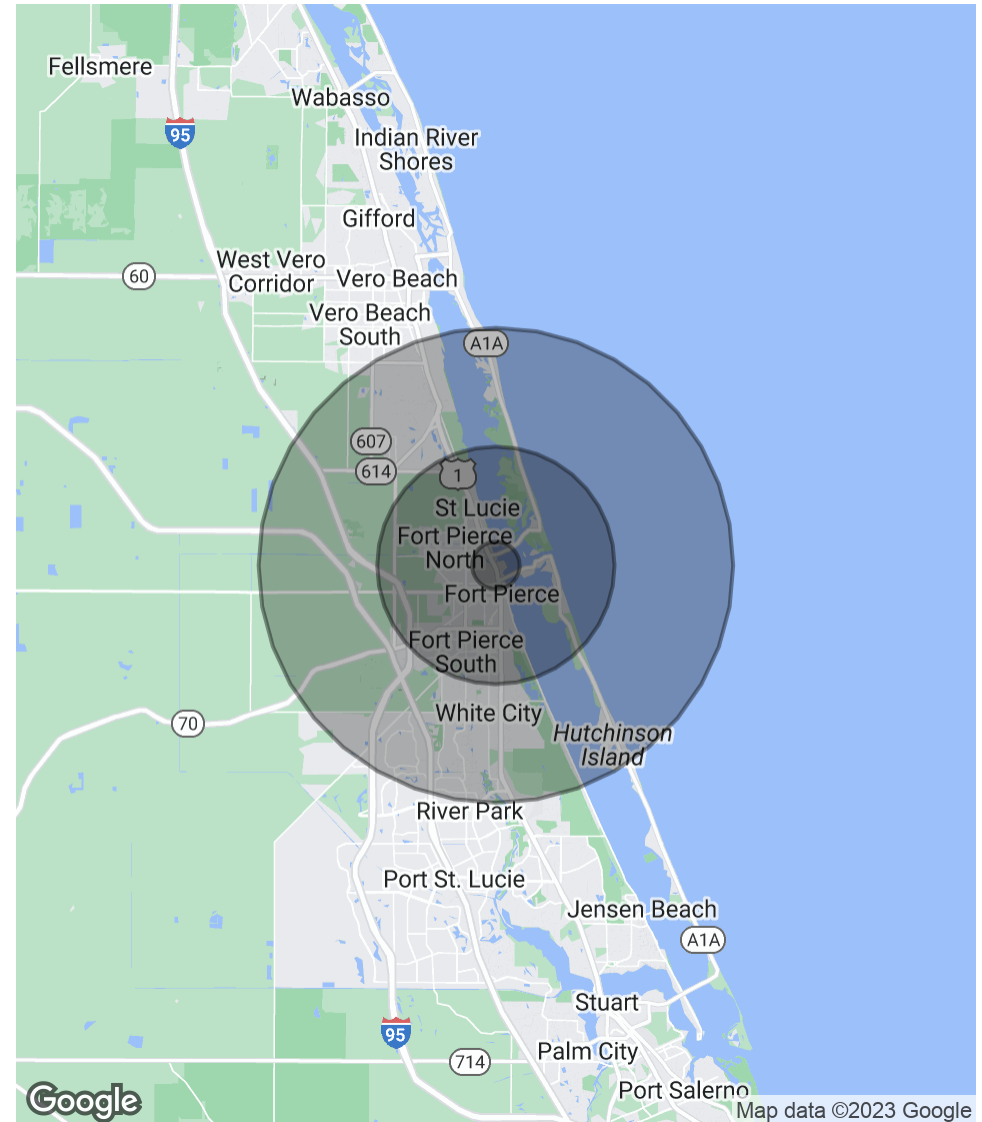 Fellsmere
95
Wabasso
Indian River
Shores
Gifford
West Vero
Corridor
60
Vero Beach
Vero Beach
South
A1A
607
614
1
St Lucie
Fort Pierce
North
Fort Pierce
Fort Pierce
South
White City
70
Hutchinson
Island
River Park
Port St. Lucie
Jensen Beach
A1A
Stuart
95
Palm City
714
Port Salerno
Google
Map data ©2023 Google